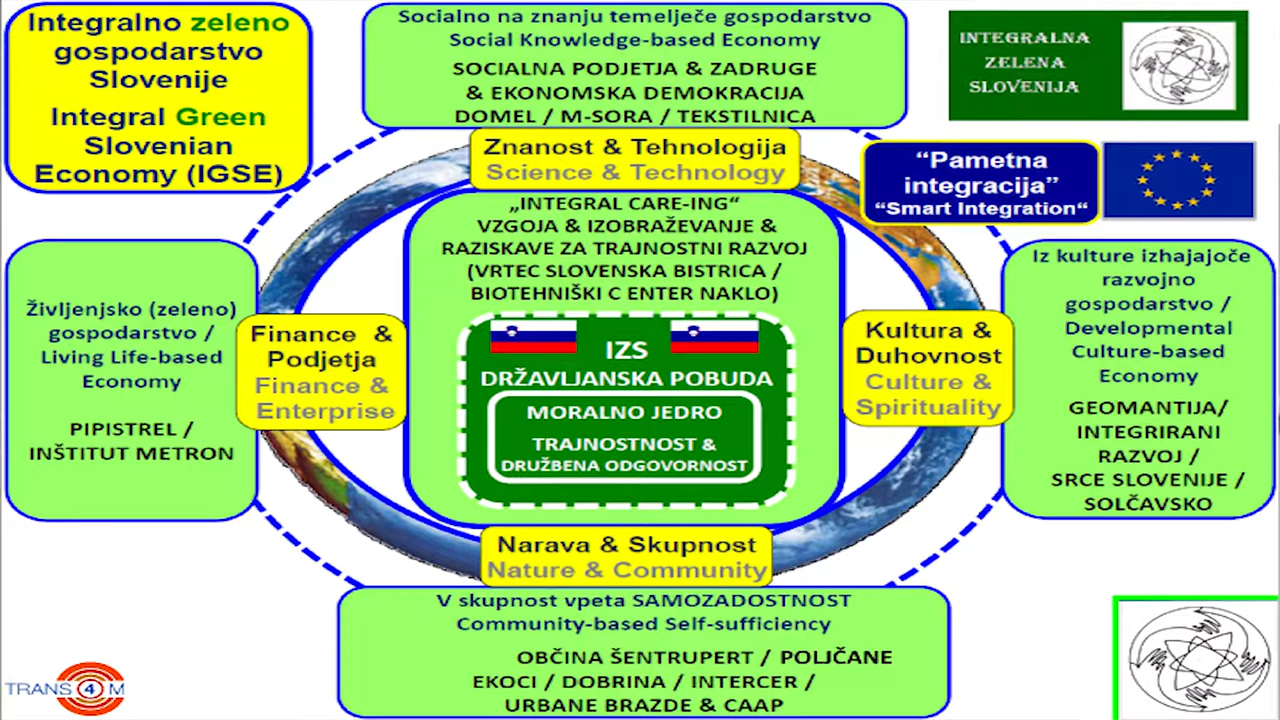 Integralno zeleno
gospodarstvo
Slovenije
Integral Green
Slovenian
Economy (IGSE)
Socialno na znanju temelječe gospodarstvo
Social Knowledge-based Economy
SOCIALNA PODJETJA & ZADRUGE
& EKONOMSKA DEMOKRACIJA
DOMEL / M-SORA / TEKSTILNICA
INTEGRALNA
ZELENA
SLOVENIJA
Znanost & Tehnologija
Science & Technology
“Pametna
integracija”
“Smart Integration“
„INTEGRAL CARE-ING“
VZGOJA & IZOBRAŽEVANJE &
RAZISKAVE ZA TRAJNOSTNI RAZVOJ
(VRTEC SLOVENSKA BISTRICA /
BIOTEHNIŠKI C ENTER NAKLO)
Življenjsko (zeleno)
gospodarstvo /
Living Life-based
Economy
PIPISTREL /
INŠTITUT METRON
Finance &
Podjetja
Finance &
Enterprise
IZS
DRŽAVLJANSKA POBUDA
MORALNO JEDRO
TRAJNOSTNOST &
DRUŽBENA ODGOVORNOST
Kultura &
Duhovnost
Culture &
Spirituality
Iz kulture izhajajoče
razvojno
gospodarstvo /
Developmental
Culture-based
Economy
GEOMANTIJA/
INTEGRIRANI
RAZVOJ /
SRCE SLOVENIJE /
SOLČAVSKO
Narava & Skupnost
Nature & Community
V skupnost vpeta SAMOZADOSTNOST
Community-based Self-sufficiency
OBČINA ŠENTRUPERT / POLJČANE
EKOCI / DOBRINA / INTERCER /
URBANE BRAZDE & CAAP
TRANS 4 M